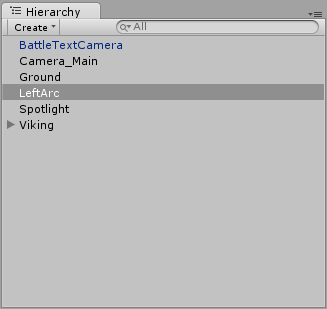 Hierarchy
Create All
BattleTextCamera
Camera_Main
Ground
LeftArc
Spotlight
Viking